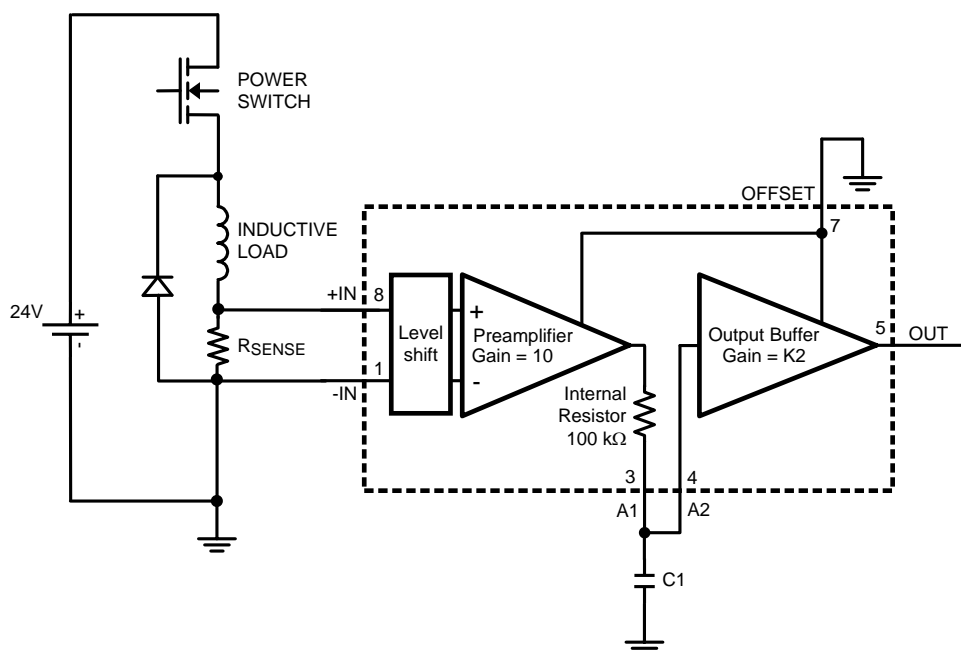 POWER
SWITCH
OFFSET
7
INDUCTIVE
LOAD
+IN
8
24V
+
-
Level
shift
+
-
Preamplifier
Gain = 10
Output Buffer
Gain = K2
5
OUT
RSENSE
1
-IN
Internal
Resistor
100 kΩ
3
4
A1
A2
C1